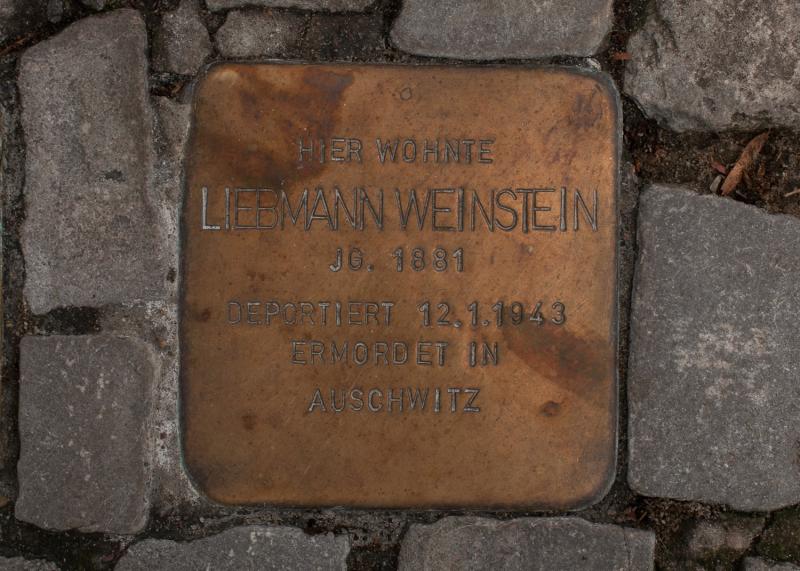 HIER WOHNTE
LIEBMANN WEINSTEIN
JG. 1881
DEPORTIERT 12.1.1943
ERMORDET IN
AUSCHWITZ